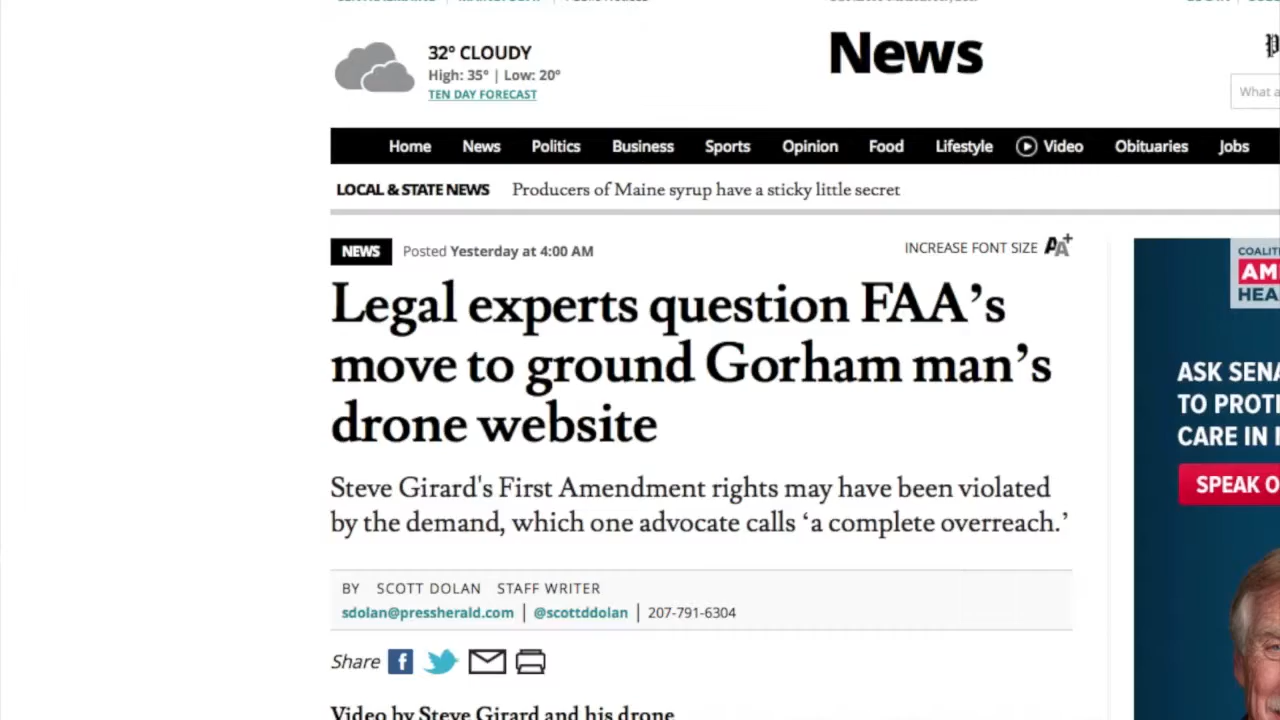 32° CLOUDY
High: 35° | Low: 20°
TEN DAY FORECAST
News
What a
Home News Politics Business Sports Opinion Food Lifestyle Video Obituaries Jobs
LOCAL & STATE NEWS Producers of Maine syrup have a sticky little secret
NEWS Posted Yesterday at 4:00 AM
INCREASE FONT SIZE AA+
Legal experts question FAA’s
move to ground Gorham man’s
drone website
Steve Girard's First Amendment rights may have been violated
by the demand, which one advocate calls ‘a complete overreach.’
BY SCOTT DOLAN STAFF WRITER
sdolan@pressherald.com | @scottddolan | 207-791-6304
Share
Video by Steve Girard and his drone
COALIT
AM
HEA
ASK SENA
TO PROT
CARE IN
SPEAK O